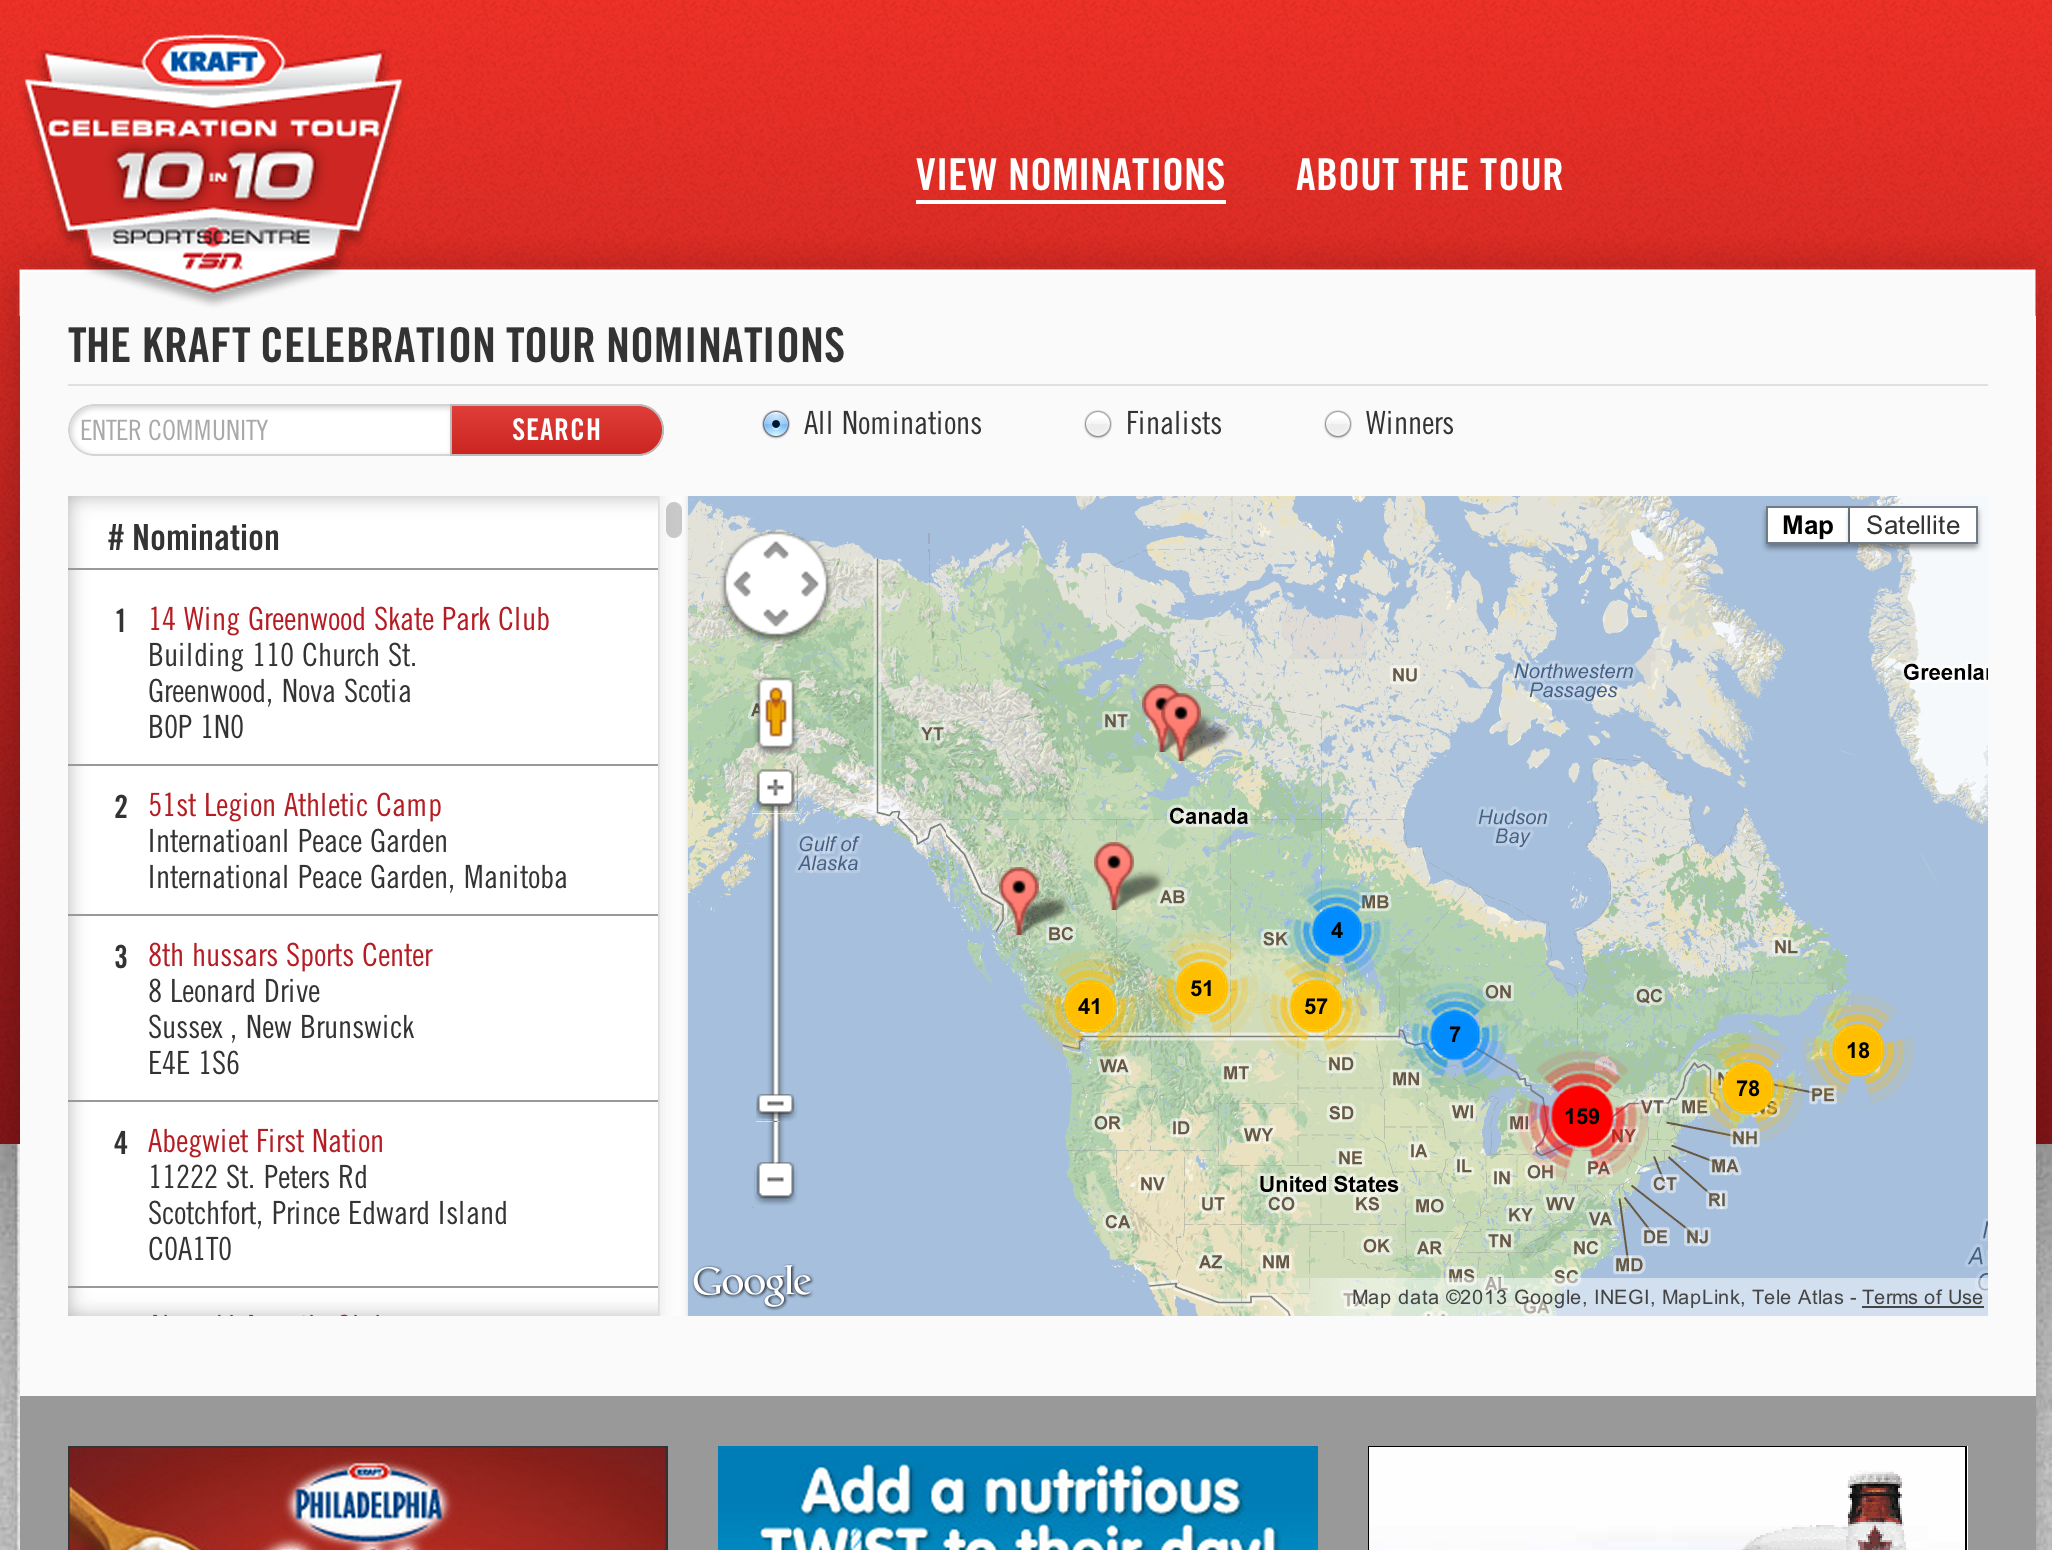 KRAFT
CELEBRATION TOUR
10 IN 10
SPORTSCENTRE
TSN
VIEW NOMINATIONS
ABOUT THE TOUR
THE KRAFT CELEBRATION TOUR NOMINATIONS
ENTER COMMUNITY
SEARCH
All Nominations
Finalists
Winners
# Nomination
1 14 Wing Greenwood Skate Park Club
Building 110 Church St.
Greenwood, Nova Scotia
B0P 1N0
2 51st Legion Athletic Camp
Internatioanl Peace Garden
International Peace Garden, Manitoba
3 8th hussars Sports Center
8 Leonard Drive
Sussex , New Brunswick
E4E 1S6
4 Abegwiet First Nation
11222 St. Peters Rd
Scotchfort, Prince Edward Island
C0A1T0
Map
Satellite
Northwestern
Passages
NU
NT
YT
Canada
Hudson
Bay
Gulf of
Alaska
AB
MB
BC
SK
4
NL
51
57
41
ON
QC
7
18
WA
MT
ND
MN
78
PE
159
VT
ME
NS
OR
ID
SD
WY
WI
MI
NY
NH
NE
IA
IL
IN
OH
PA
MA
NV
United States
CT
RI
UT
CO
KS
MO
KY
WV
VA
CA
DE
NJ
OK
AR
TN
NC
AZ
NM
MD
MS
AL
SC
GA
Google
Map data ©2013 Google, INEGI, MapLink, Tele Atlas - Terms of Use
KRAFT
PHILADELPHIA
Add a nutritious
TWIST to their day!